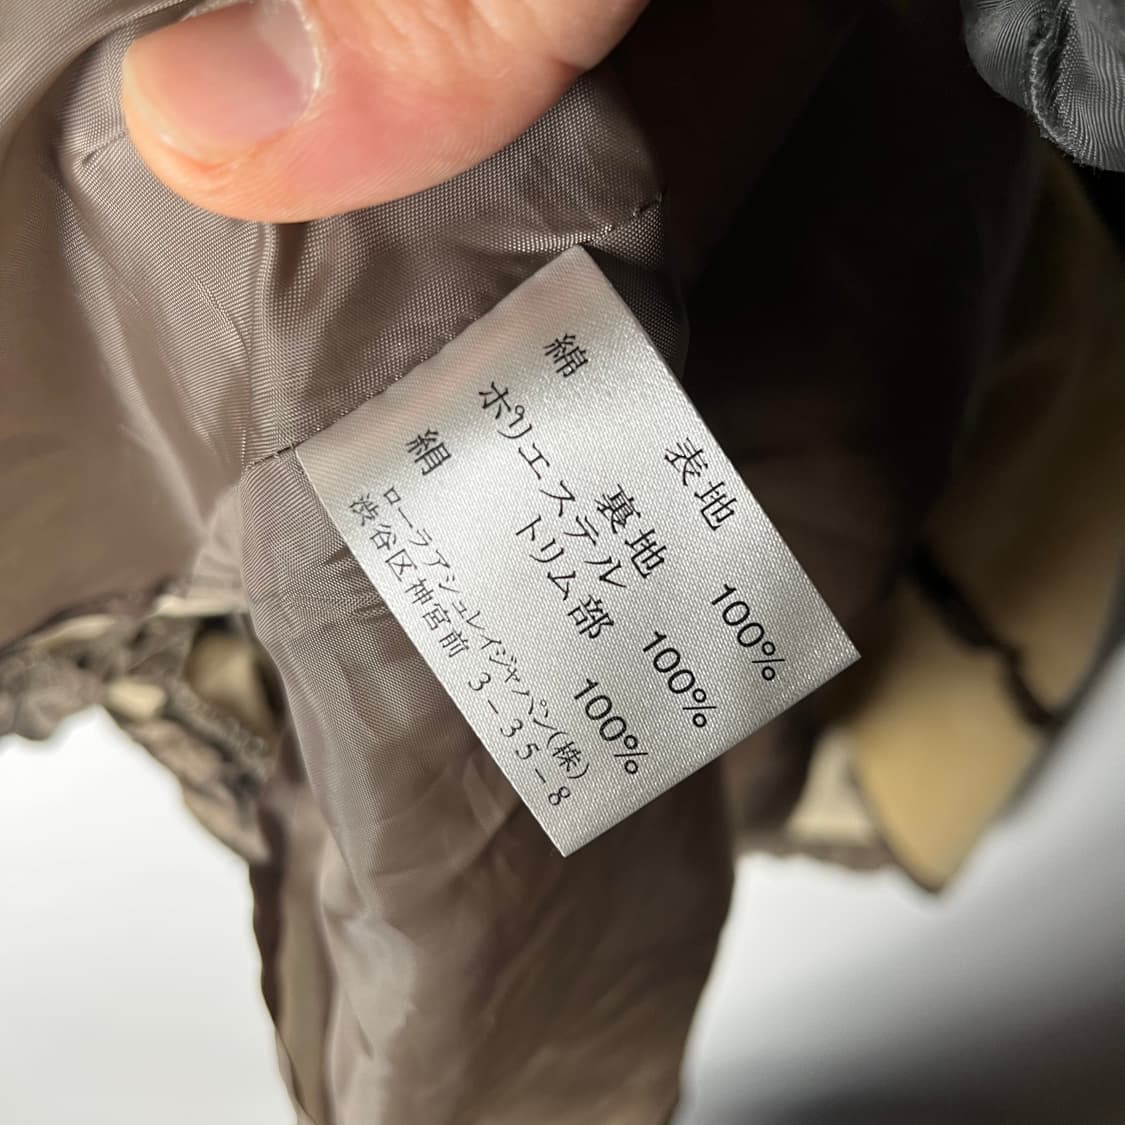 表地
綿 100%
裏地
ポリエステル 100%
トリム部
絹 100%
ローラアシュレイジャパン(株)
渋谷区神宮前 3-35-8